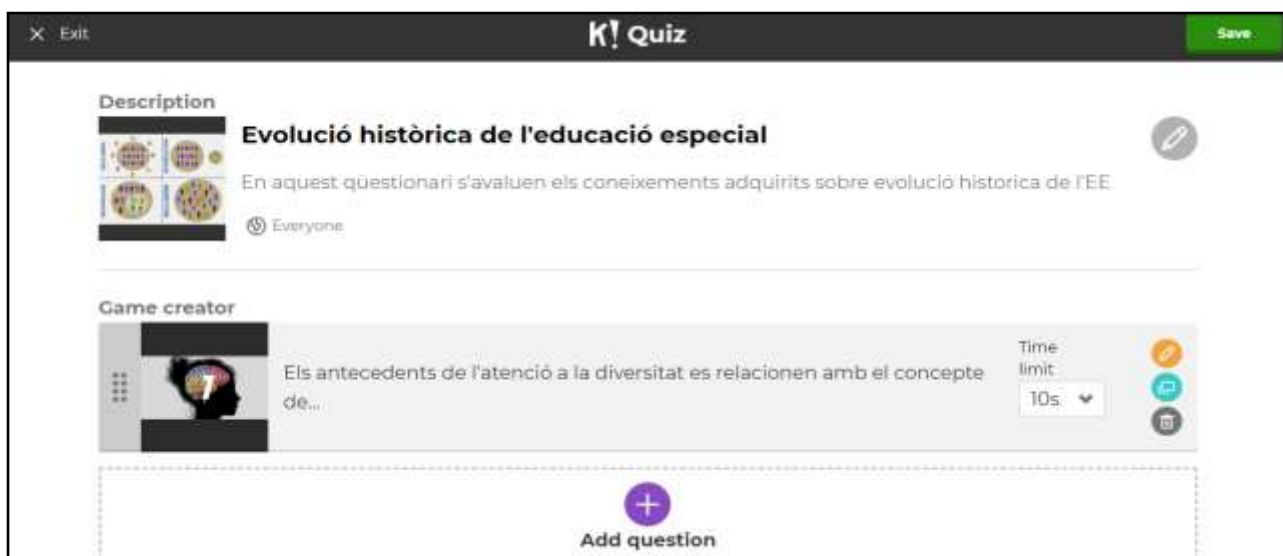 Exit
K! Quiz
Save
Description
Evolució històrica de l'educació especial
En aquest qüestionari s'avaluen els coneixements adquirits sobre evolució historica de l'EE
Everyone
Game creator
1
Els antecedents de l'atenció a la diversitat es relacionen amb el concepte
de...
Time
limit
10s
Add question